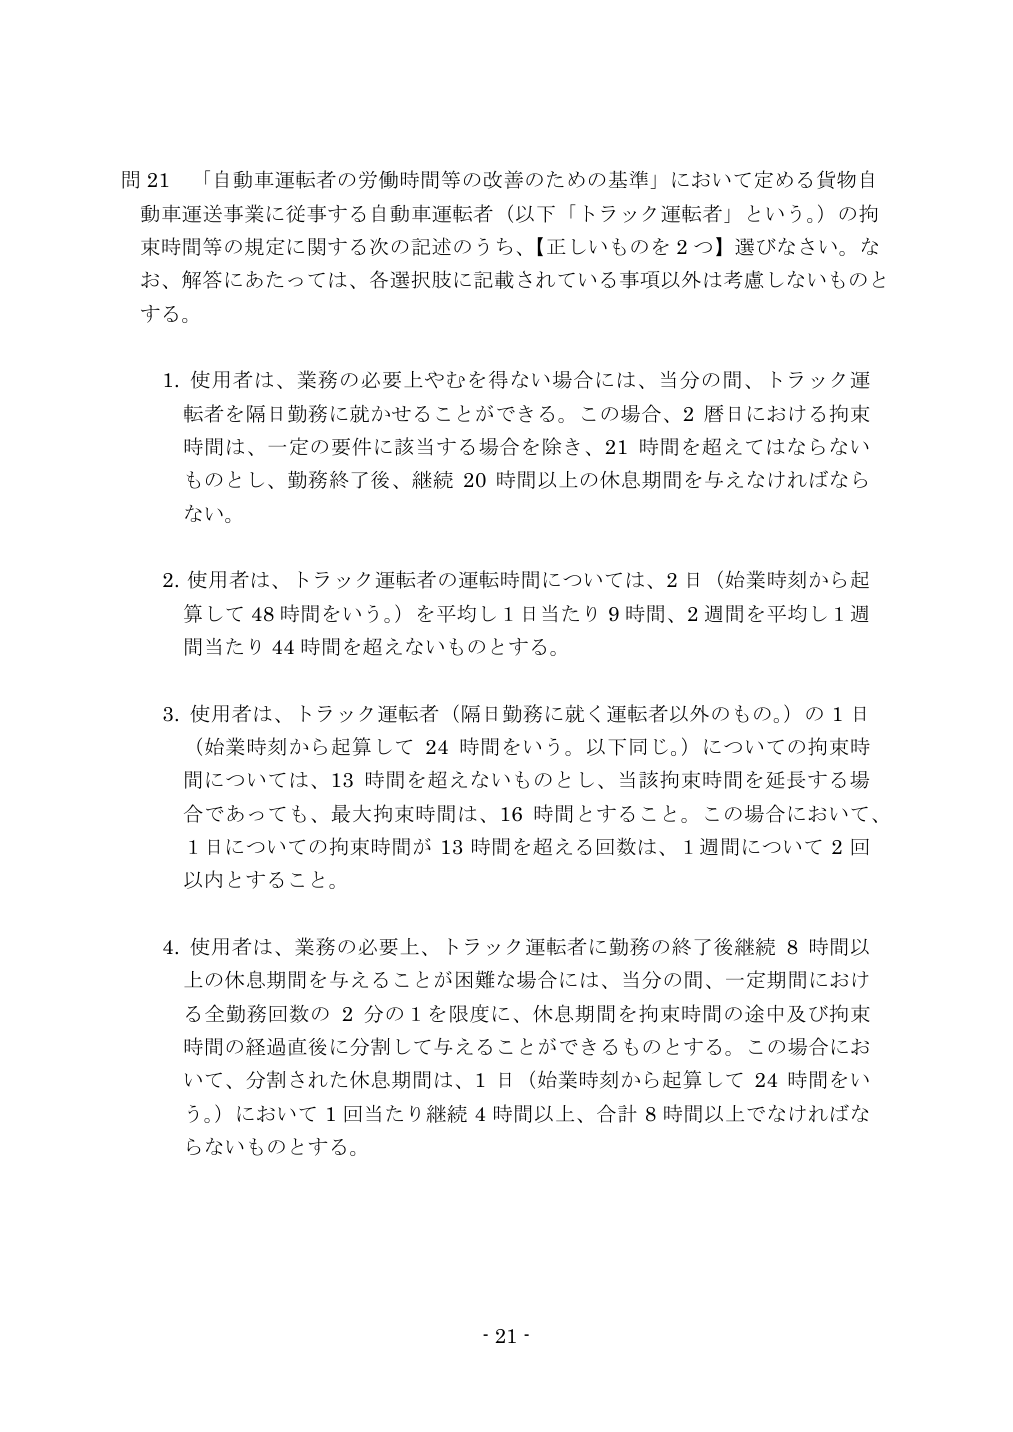 問 21 「自動車運転者の労働時間等の改善のための基準」において定める貨物自
動車運送事業に従事する自動車運転者（以下「トラック運転者」という。）の拘
束時間等の規定に関する次の記述のうち、【正しいものを 2 つ】選びなさい。な
お、解答にあたっては、各選択肢に記載されている事項以外は考慮しないものと
する。
1. 使用者は、業務の必要上やむを得ない場合には、当分の間、トラック運
転者を隔日勤務に就かせることができる。この場合、2 暦日における拘束
時間は、一定の要件に該当する場合を除き、21 時間を超えてはならない
ものとし、勤務終了後、継続 20 時間以上の休息期間を与えなければなら
ない。
2. 使用者は、トラック運転者の運転時間については、2 日（始業時刻から起
算して 48 時間をいう。）を平均し 1 日当たり 9 時間、2 週間を平均し 1 週
間当たり 44 時間を超えないものとする。
3. 使用者は、トラック運転者（隔日勤務に就く運転者以外のもの。）の 1 日
（始業時刻から起算して 24 時間をいう。以下同じ。）についての拘束時
間については、13 時間を超えないものとし、当該拘束時間を延長する場
合であっても、最大拘束時間は、16 時間とすること。この場合において、
1 日についての拘束時間が 13 時間を超える回数は、1 週間について 2 回
以内とすること。
4. 使用者は、業務の必要上、トラック運転者に勤務の終了後継続 8 時間以
上の休息期間を与えることが困難な場合には、当分の間、一定期間におけ
る全勤務回数の 2 分の 1 を限度に、休息期間を拘束時間の途中及び拘束
時間の経過直後に分割して与えることができるものとする。この場合にお
いて、分割された休息期間は、1 日（始業時刻から起算して 24 時間をい
う。）において 1 回当たり継続 4 時間以上、合計 8 時間以上でなければな
らないものとする。
- 21 -